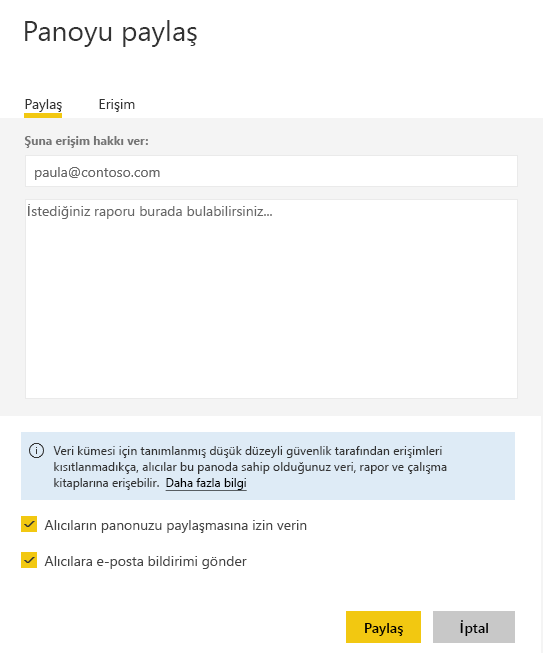 Panoyu paylaş
Paylaş Erişim
Şuna erişim hakkı ver:
paula@contoso.com
İstediğiniz raporu burada bulabilirsiniz...
Veri kümesi için tanımlanmış düşük düzeyli güvenlik tarafından erişimleri
kısıtlanmadıkça, alıcılar bu panoda sahip olduğunuz veri, rapor ve çalışma
kitaplarına erişebilir. Daha fazla bilgi
Alıcıların panonuzu paylaşmasına izin verin
Alıcılara e-posta bildirimi gönder
Paylaş İptal